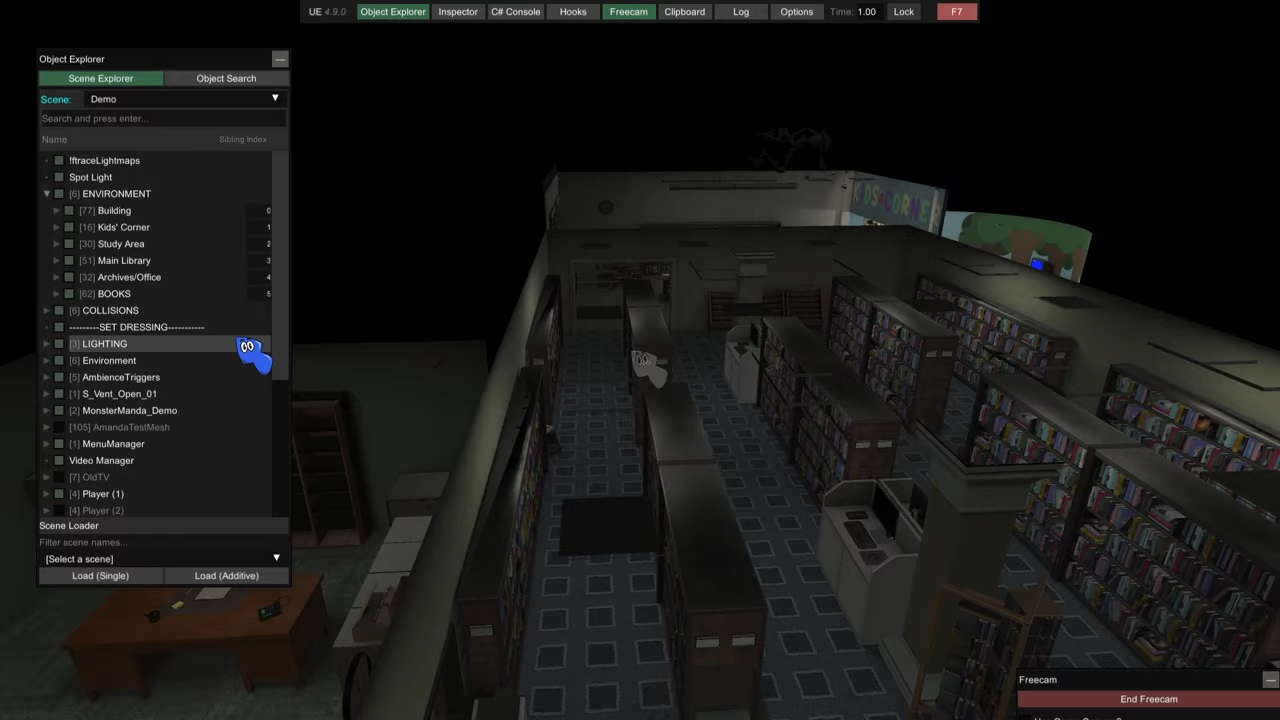 UE 4.9.0 Object Explorer Inspector C# Console Hooks Freecam Clipboard Log Options Time: 1.00 Lock F7
Object Explorer
Scene Explorer Object Search
Scene: Demo ▼
Search and press enter...
Name Sibling Index
!ftraceLightmaps
Spot Light
▼ [6] ENVIRONMENT
► [77] Building 0
► [16] Kids' Corner 1
► [30] Study Area 2
► [51] Main Library 3
► [32] Archives/Office 4
► [62] BOOKS 5
► [6] COLLISIONS
---------SET DRESSING-----------
► [3] LIGHTING
► [6] Environment
► [5] AmbienceTriggers
► [1] S_Vent_Open_01
► [2] MonsterManda_Demo
► [105] AmandaTestMesh
► [1] MenuManager
Video Manager
► [7] OldTV
► [4] Player (1)
► [4] Player (2)
Scene Loader
Filter scene names...
[Select a scene] ▼
Load (Single) Load (Additive)
KIDS CORNER
Freecam
End Freecam